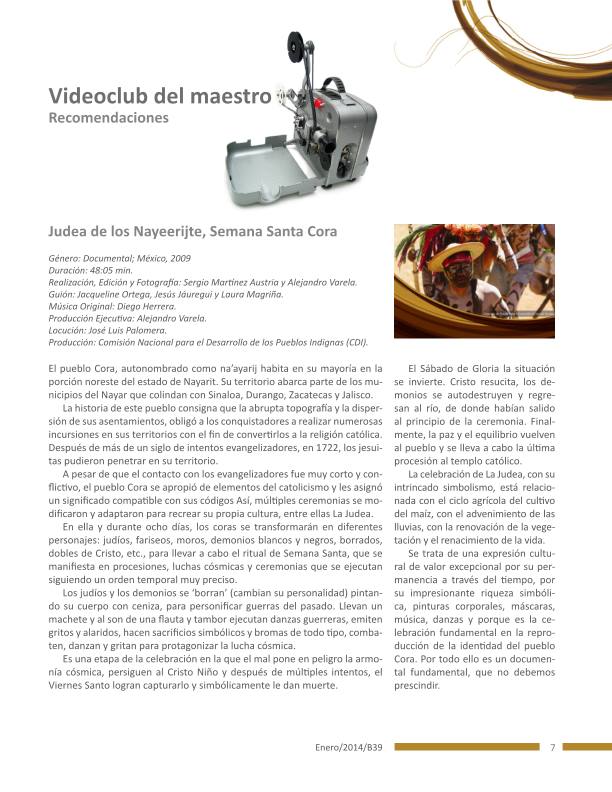 Videoclub del maestro
Recomendaciones
Judea de los Nayeerijte, Semana Santa Cora
Género: Documental; México, 2009
Duración: 48:05 min.
Realización, Edición y Fotografía: Sergio Martínez Austria y Alejandro Varela.
Guión: Jacqueline Ortega, Jesús Jáuregui y Laura Magriña.
Música Original: Diego Herrera.
Producción Ejecutiva: Alejandro Varela.
Locución: José Luis Palomera.
Producción: Comisión Nacional para el Desarrollo de los Pueblos Indignas (CDI).
El pueblo Cora, autonombrado como na’ayarij habita en su mayoría en la
porción noreste del estado de Nayarit. Su territorio abarca parte de los mu-
nicipios del Nayar que colindan con Sinaloa, Durango, Zacatecas y Jalisco.
La historia de este pueblo consigna que la abrupta topografía y la disper-
sión de sus asentamientos, obligó a los conquistadores a realizar numerosas
incursiones en sus territorios con el fin de convertirlos a la religión católica.
Después de más de un siglo de intentos evangelizadores, en 1722, los jesui-
tas pudieron penetrar en su territorio.
A pesar de que el contacto con los evangelizadores fue muy corto y con-
flictivo, el pueblo Cora se apropió de elementos del catolicismo y les asignó
un significado compatible con sus códigos Así, múltiples ceremonias se mo-
dificaron y adaptaron para recrear su propia cultura, entre ellas La Judea.
En ella y durante ocho días, los coras se transformarán en diferentes
personajes: judíos, fariseos, moros, demonios blancos y negros, borrados,
dobles de Cristo, etc., para llevar a cabo el ritual de Semana Santa, que se
manifiesta en procesiones, luchas cósmicas y ceremonias que se ejecutan
siguiendo un orden temporal muy preciso.
Los judíos y los demonios se ‘borran’ (cambian su personalidad) pintan-
do su cuerpo con ceniza, para personificar guerras del pasado. Llevan un
machete y al son de una flauta y tambor ejecutan danzas guerreras, emiten
gritos y alaridos, hacen sacrificios simbólicos y bromas de todo tipo, comba-
ten, danzan y gritan para protagonizar la lucha cósmica.
Es una etapa de la celebración en la que el mal pone en peligro la armo-
nía cósmica, persiguen al Cristo Niño y después de múltiples intentos, el
Viernes Santo logran capturarlo y simbólicamente le dan muerte.
El Sábado de Gloria la situación
se invierte. Cristo resucita, los de-
monios se autodestruyen y regre-
san al río, de donde habían salido
al principio de la ceremonia. Final-
mente, la paz y el equilibrio vuelven
al pueblo y se lleva a cabo la última
procesión al templo católico.
La celebración de La Judea, con su
intrincado simbolismo, está relacio-
nada con el ciclo agrícola del cultivo
del maíz, con el advenimiento de las
lluvias, con la renovación de la vege-
tación y el renacimiento de la vida.
Se trata de una expresión cultu-
ral de valor excepcional por su per-
manencia a través del tiempo, por
su impresionante riqueza simbóli-
ca, pinturas corporales, máscaras,
música, danzas y porque es la ce-
lebración fundamental en la repro-
ducción de la identidad del pueblo
Cora. Por todo ello es un documen-
tal fundamental, que no debemos
prescindir.
Enero/2014/B39
7